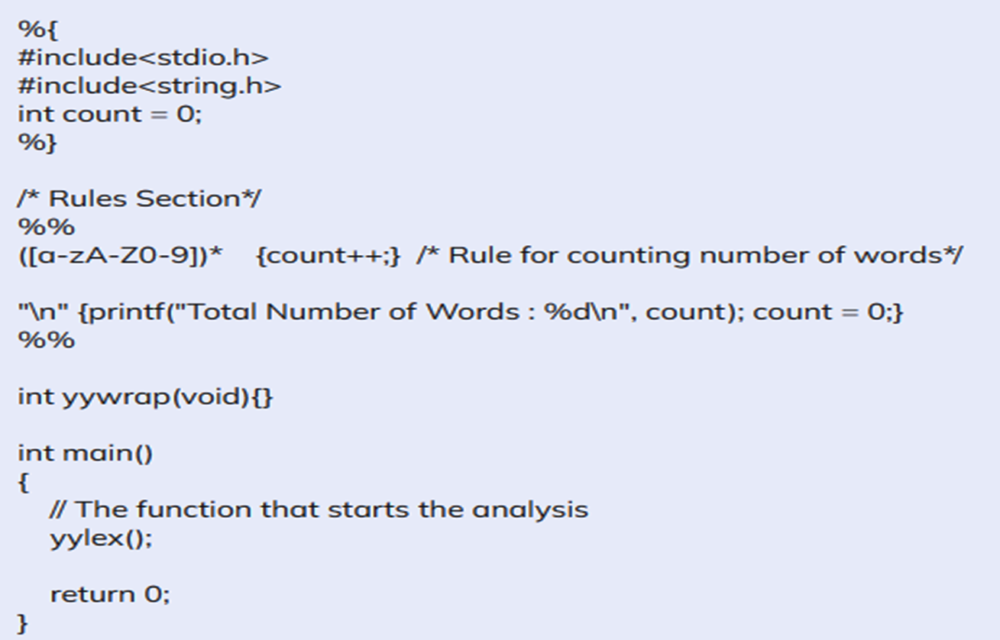 %{
#include<stdio.h>
#include<string.h>
int count = 0;
%}
/* Rules Section*/
%%
([a-zA-Z0-9])*    {count++;}  /* Rule for counting number of words*/
"\n" {printf("Total Number of Words : %d\n", count); count = 0;}
%%
int yywrap(void){}
int main()
{
    // The function that starts the analysis
    yylex();
    return 0;
}